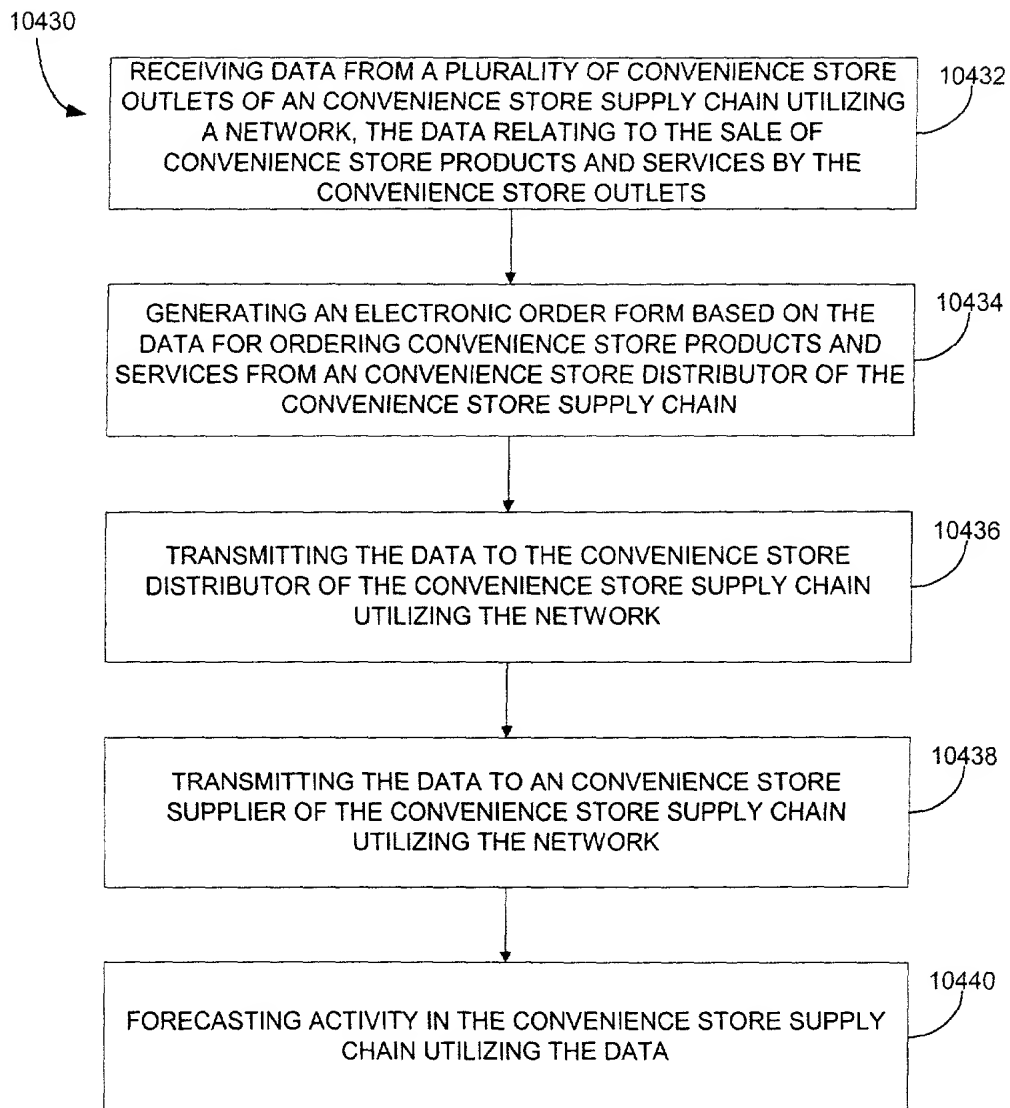 10430
RECEIVING DATA FROM A PLURALITY OF CONVENIENCE STORE
OUTLETS OF AN CONVENIENCE STORE SUPPLY CHAIN UTILIZING
A NETWORK, THE DATA RELATING TO THE SALE OF
CONVENIENCE STORE PRODUCTS AND SERVICES BY THE
CONVENIENCE STORE OUTLETS
10432
GENERATING AN ELECTRONIC ORDER FORM BASED ON THE
DATA FOR ORDERING CONVENIENCE STORE PRODUCTS AND
SERVICES FROM AN CONVENIENCE STORE DISTRIBUTOR OF THE
CONVENIENCE STORE SUPPLY CHAIN
10434
TRANSMITTING THE DATA TO THE CONVENIENCE STORE
DISTRIBUTOR OF THE CONVENIENCE STORE SUPPLY CHAIN
UTILIZING THE NETWORK
10436
TRANSMITTING THE DATA TO AN CONVENIENCE STORE
SUPPLIER OF THE CONVENIENCE STORE SUPPLY CHAIN
UTILIZING THE NETWORK
10438
FORECASTING ACTIVITY IN THE CONVENIENCE STORE SUPPLY
CHAIN UTILIZING THE DATA
10440